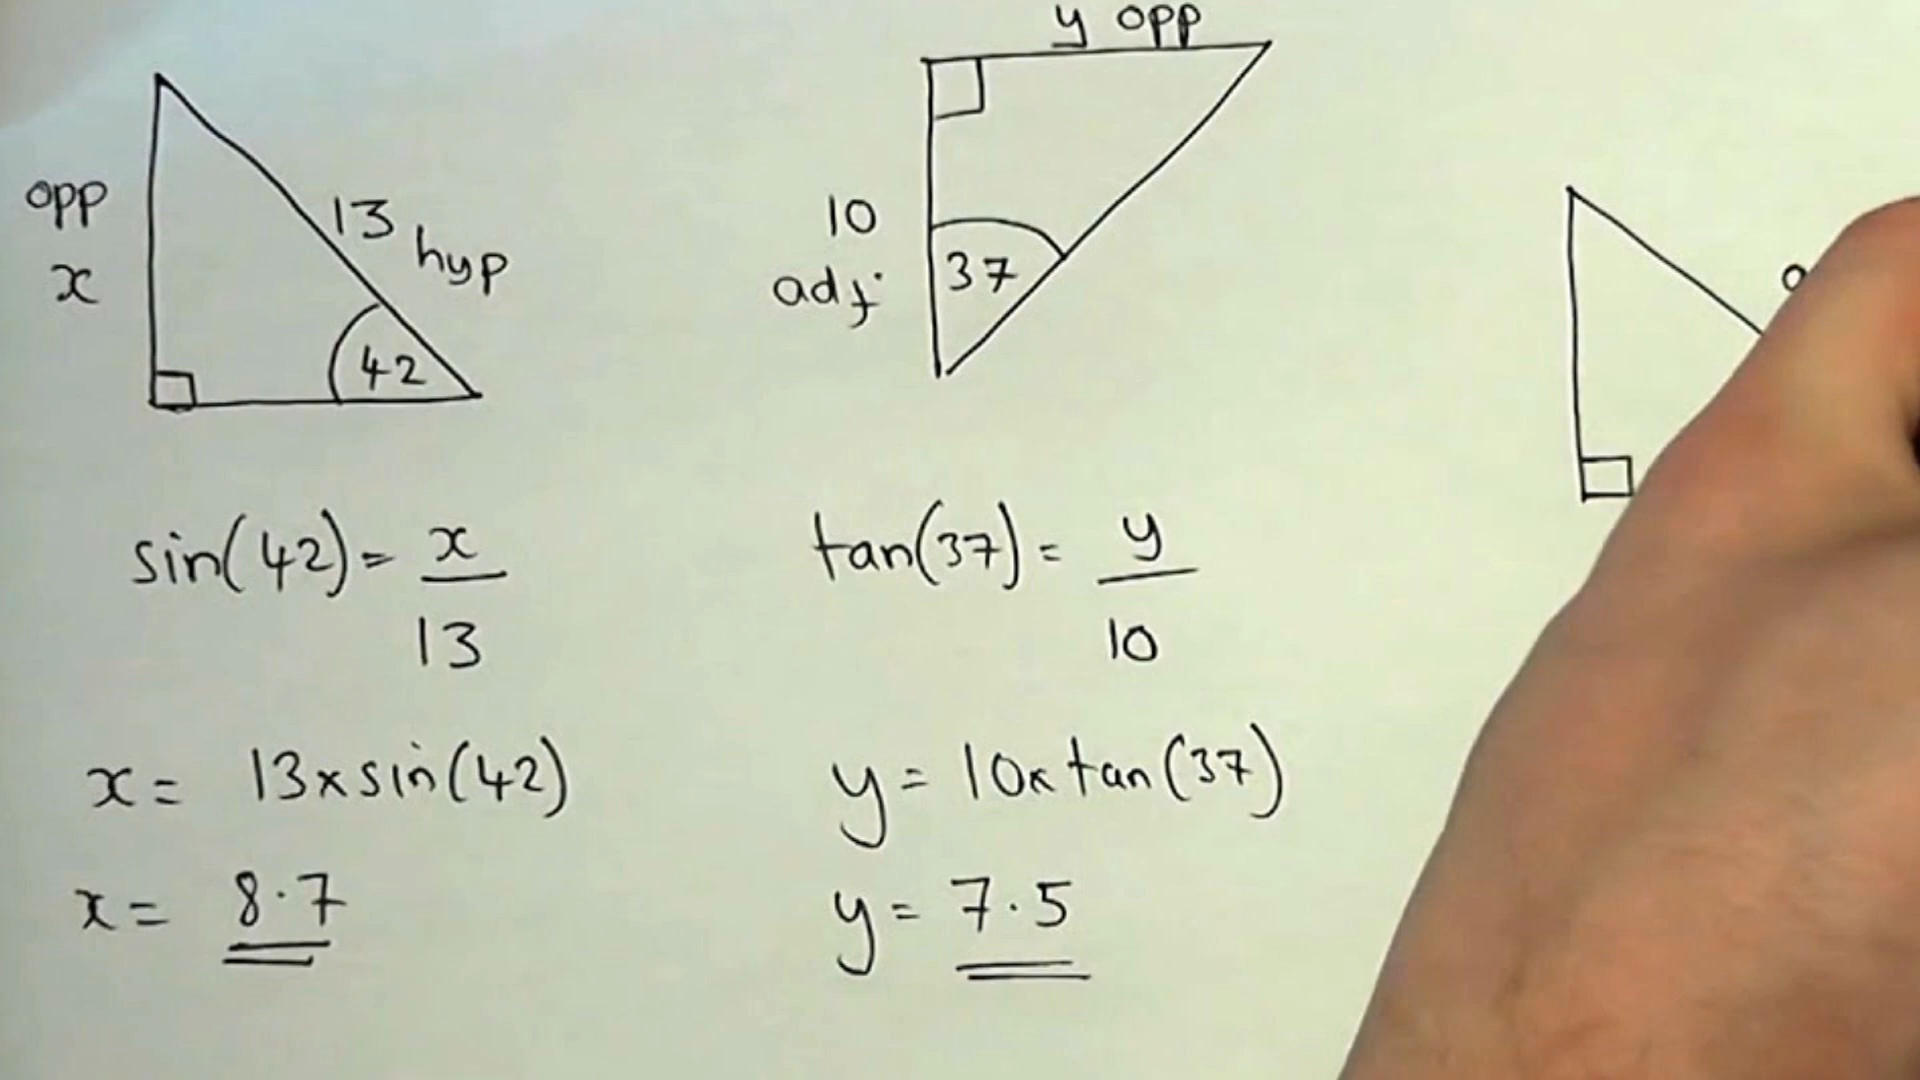 opp
x
13
hyp
42
sin(42) = x/13
x = 13 x sin(42)
x = 8.7
y opp
10
adj
37
tan(37) = y/10
y = 10 x tan(37)
y = 7.5